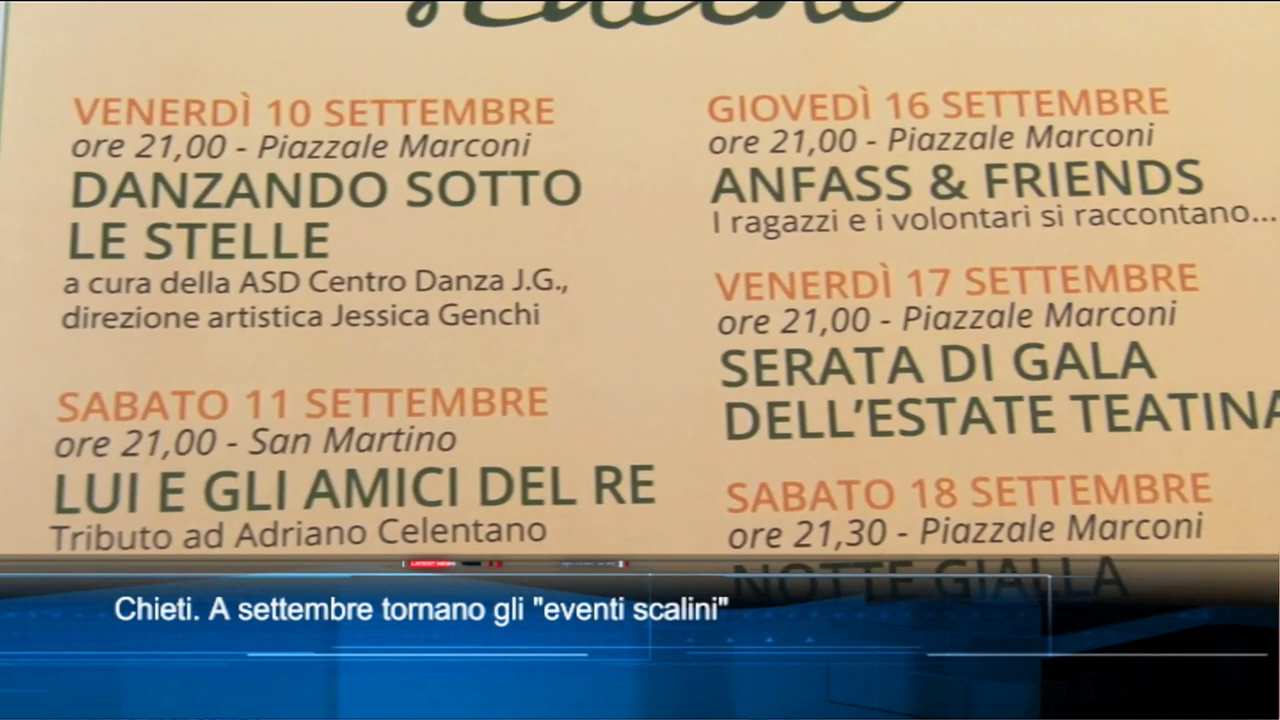 VENERDÌ 10 SETTEMBRE
ore 21,00 - Piazzale Marconi
DANZANDO SOTTO
LE STELLE
a cura della ASD Centro Danza J.G.,
direzione artistica Jessica Genchi
SABATO 11 SETTEMBRE
ore 21,00 - San Martino
LUI E GLI AMICI DEL RE
Tributo ad Adriano Celentano
GIOVEDÌ 16 SETTEMBRE
ore 21,00 - Piazzale Marconi
ANFASS & FRIENDS
I ragazzi e i volontari si raccontano...
VENERDÌ 17 SETTEMBRE
ore 21,00 - Piazzale Marconi
SERATA DI GALA
DELL'ESTATE TEATINA
SABATO 18 SETTEMBRE
ore 21,30 - Piazzale Marconi
NOTTE GIALLA
LATEST NEWS
Chieti. A settembre tornano gli "eventi scalini"